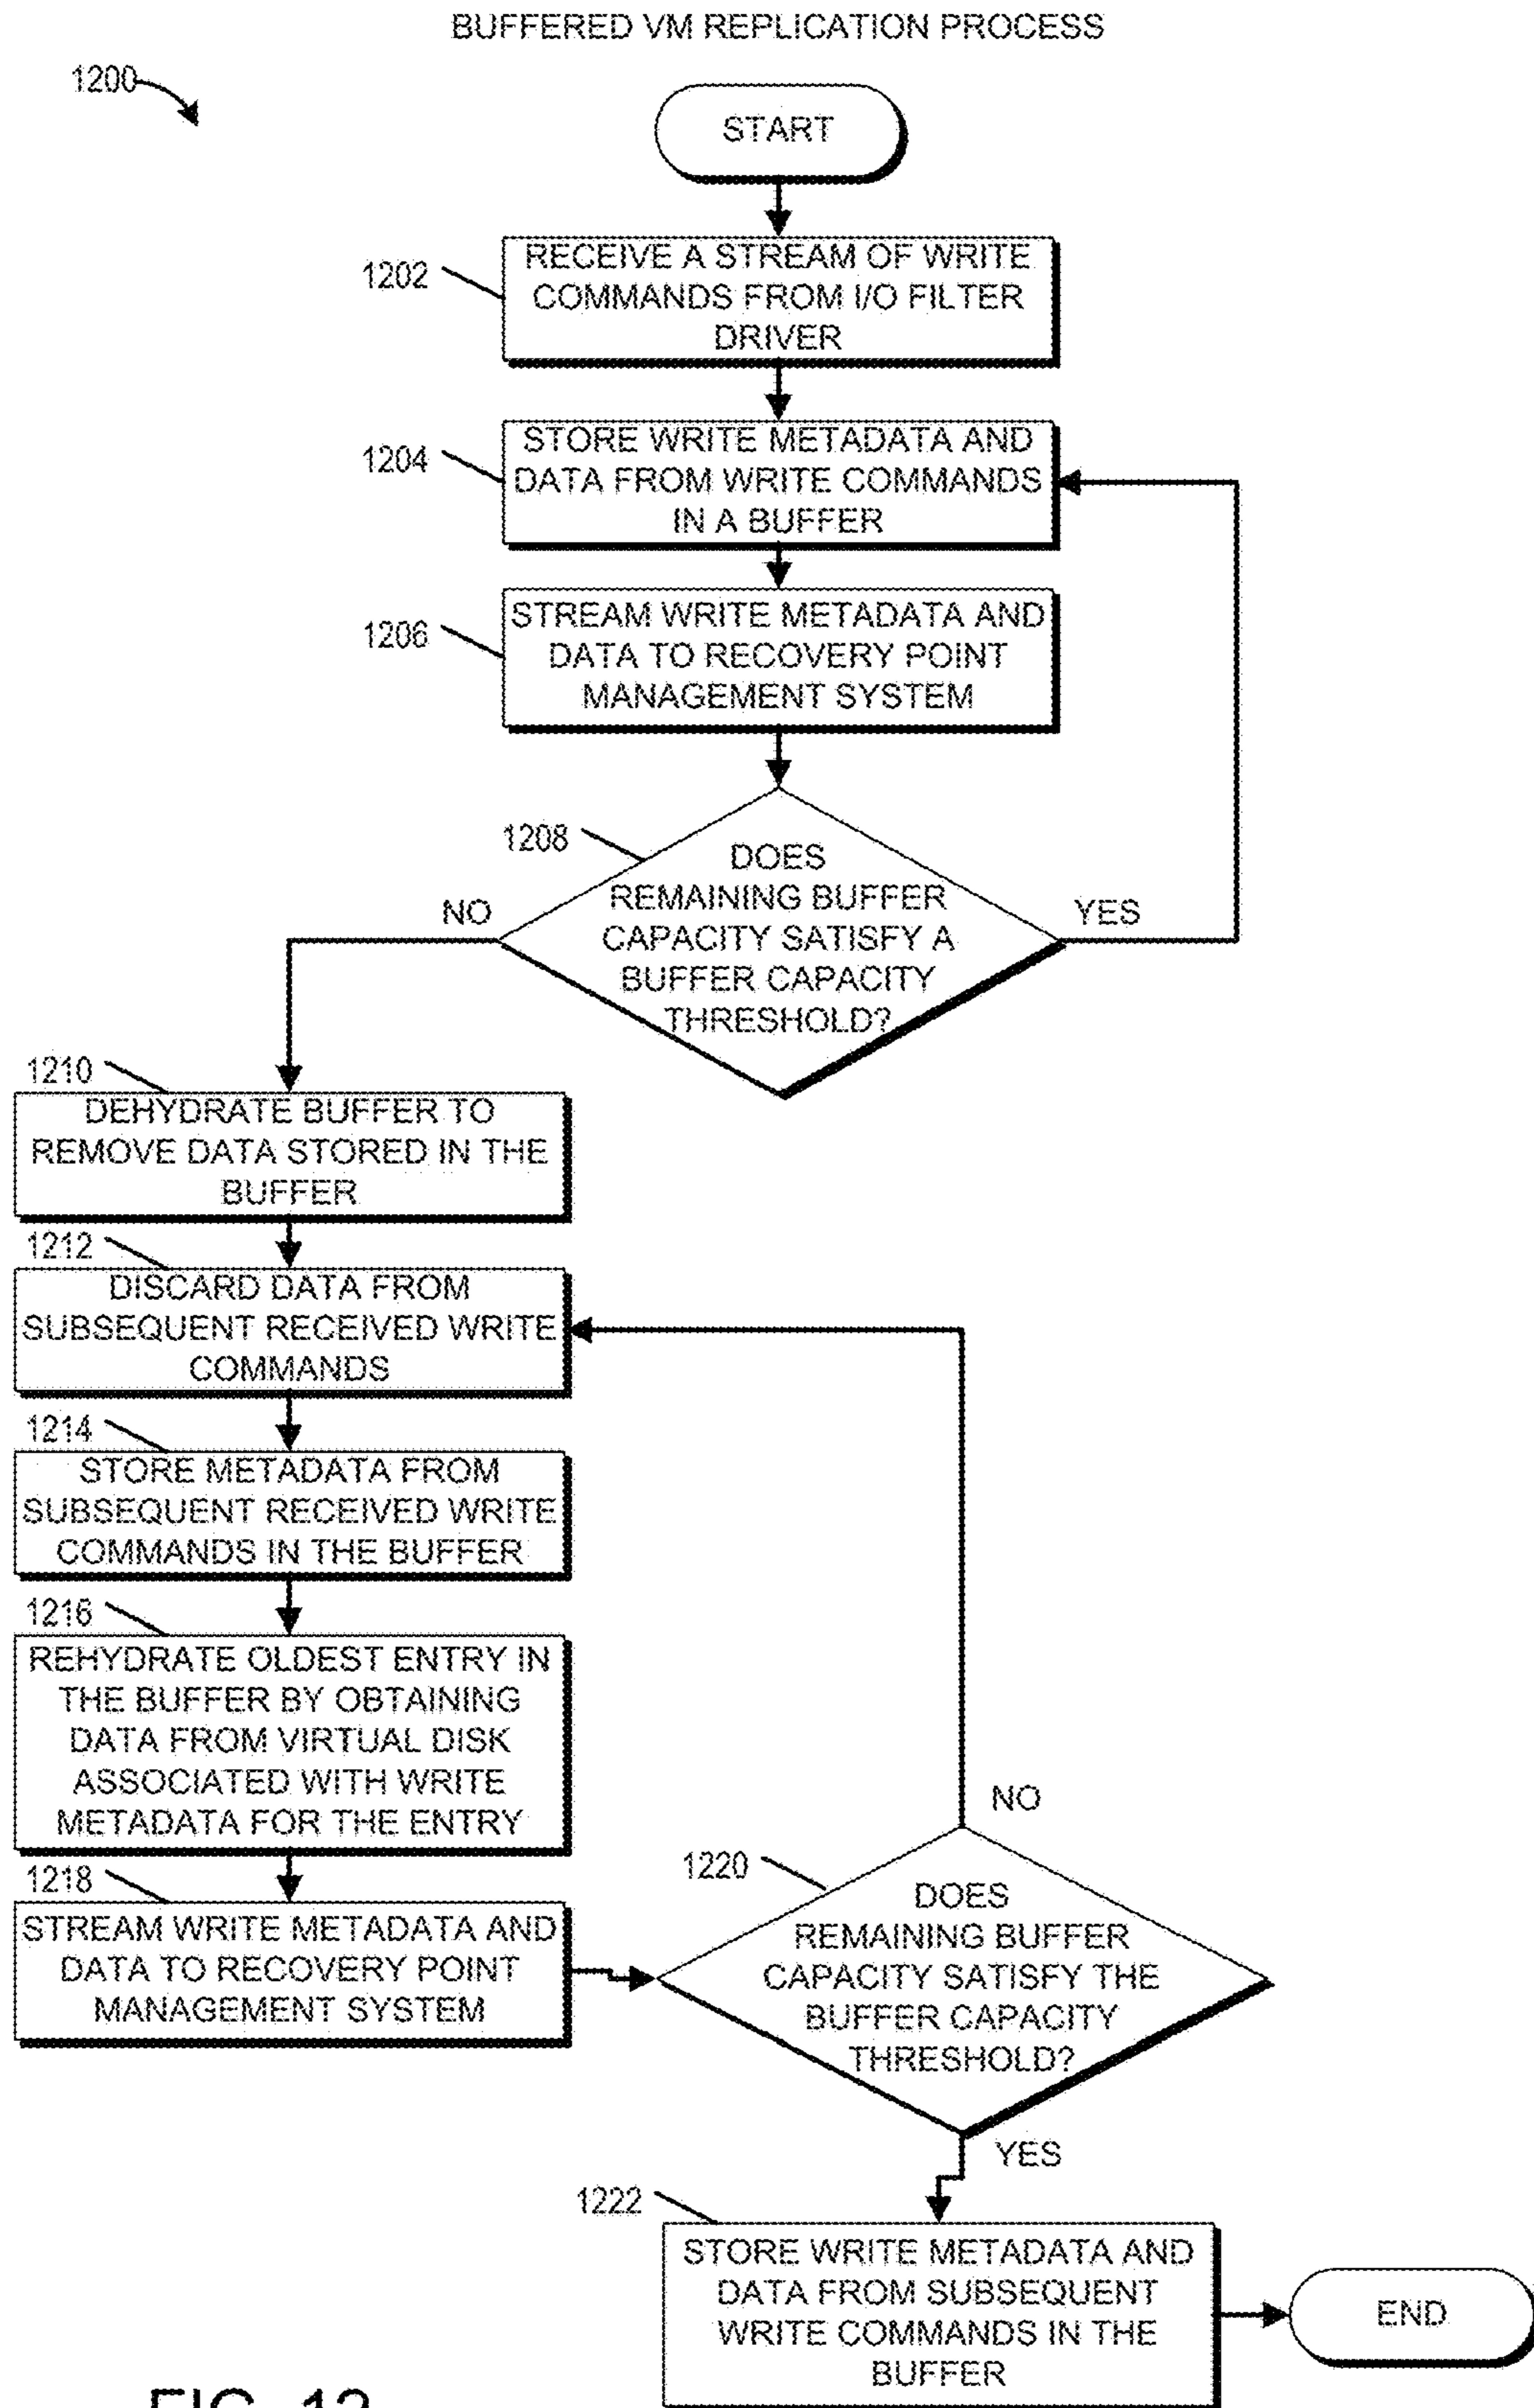 BUFFERED VM REPLICATION PROCESS
1200
START
1202
RECEIVE A STREAM OF WRITE
COMMANDS FROM I/O FILTER
DRIVER
1204
STORE WRITE METADATA AND
DATA FROM WRITE COMMANDS
IN A BUFFER
1206
STREAM WRITE METADATA AND
DATA TO RECOVERY POINT
MANAGEMENT SYSTEM
1208
DOES
REMAINING BUFFER
CAPACITY SATISFY A
BUFFER CAPACITY
THRESHOLD?
NO
YES
1210
DEHYDRATE BUFFER TO
REMOVE DATA STORED IN THE
BUFFER
1212
DISCARD DATA FROM
SUBSEQUENT RECEIVED WRITE
COMMANDS
1214
STORE METADATA FROM
SUBSEQUENT RECEIVED WRITE
COMMANDS IN THE BUFFER
1216
REHYDRATE OLDEST ENTRY IN
THE BUFFER BY OBTAINING
DATA FROM VIRTUAL DISK
ASSOCIATED WITH WRITE
METADATA FOR THE ENTRY
1218
STREAM WRITE METADATA AND
DATA TO RECOVERY POINT
MANAGEMENT SYSTEM
NO
1220
DOES
REMAINING BUFFER
CAPACITY SATISFY THE
BUFFER CAPACITY
THRESHOLD?
YES
1222
STORE WRITE METADATA AND
DATA FROM SUBSEQUENT
WRITE COMMANDS IN THE
BUFFER
END
FIG. 12